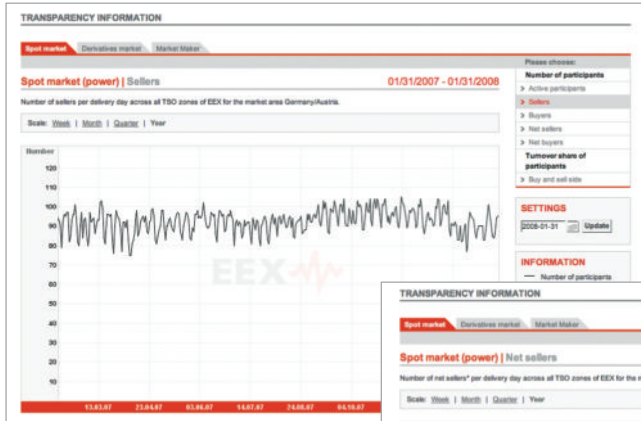 TRANSPARENCY INFORMATION
Spot market Derivatives market Market Maker
Please choose:
Spot market (power) | Sellers 01/31/2007 - 01/31/2008
Number of participants
> Active participants
Number of sellers per delivery day across all TSO zones of EEX for the market area Germany/Austria.
> Sellers
> Buyers
Scale: Week | Month | Quarter | Year
> Net sellers
> Net buyers
Turnover share of
participants
> Buy and sell side
Number
120
110
100
90
80
70
60
50
40
30
20
10
EEX
13.03.07 23.04.07 03.06.07 14.07.07 24.08.07 04.10.07
SETTINGS
2008-01-31 Update
INFORMATION
Number of participants
TRANSPARENCY INFORMATION
Spot market Derivatives market Market Maker
Spot market (power) | Net sellers
Number of net sellers* per delivery day across all TSO zones of EEX for the m
Scale: Week | Month | Quarter | Year